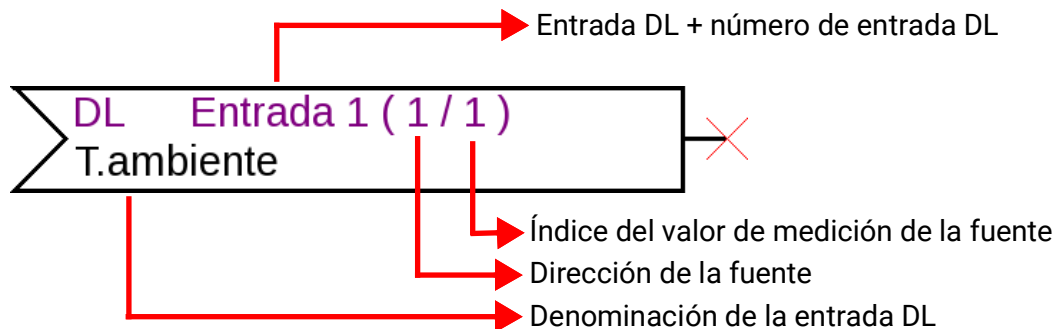 Entrada DL + número de entrada DL
DL Entrada 1 ( 1 / 1 )
T.ambiente
Índice del valor de medición de la fuente
Dirección de la fuente
Denominación de la entrada DL